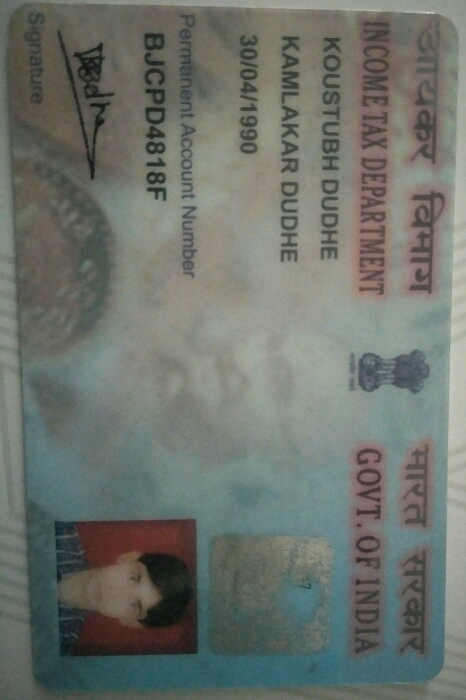 आयकर विभाग
INCOME TAX DEPARTMENT
भारत सरकार
GOVT. OF INDIA
KOUSTUBH DUDHE
KAMLAKAR DUDHE
30/04/1990
Permanent Account Number
BJCPD4818F
Signature